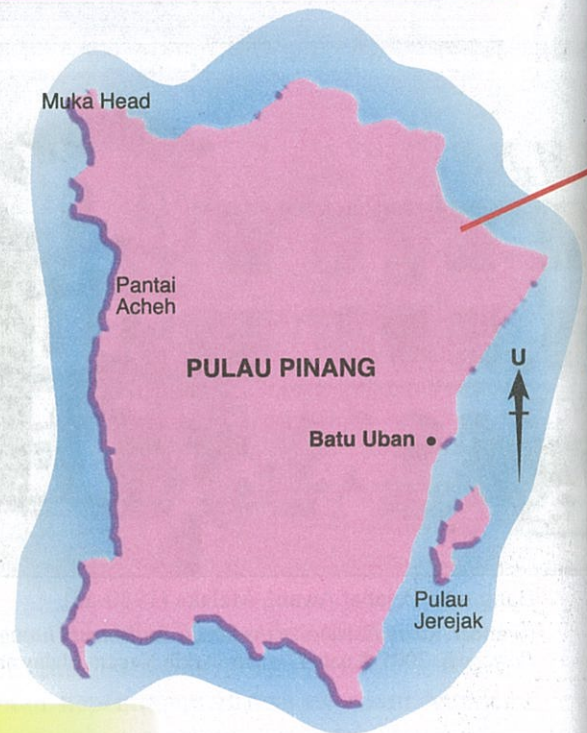 Muka Head
Pantai
Acheh
PULAU PINANG
U
Batu Uban
Pulau
Jerejak